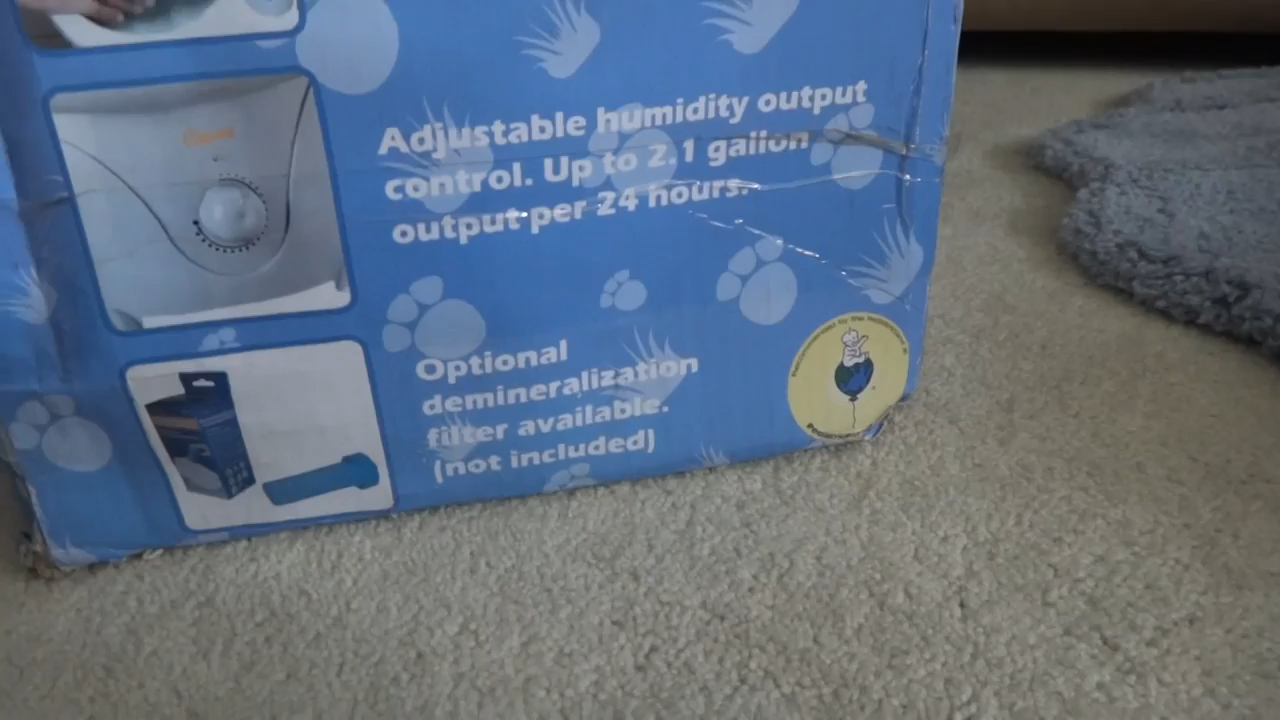 Adjustable humidity output
control. Up to 2.1 gallon
output per 24 hours.
Optional
demineralization
filter available.
(not included)